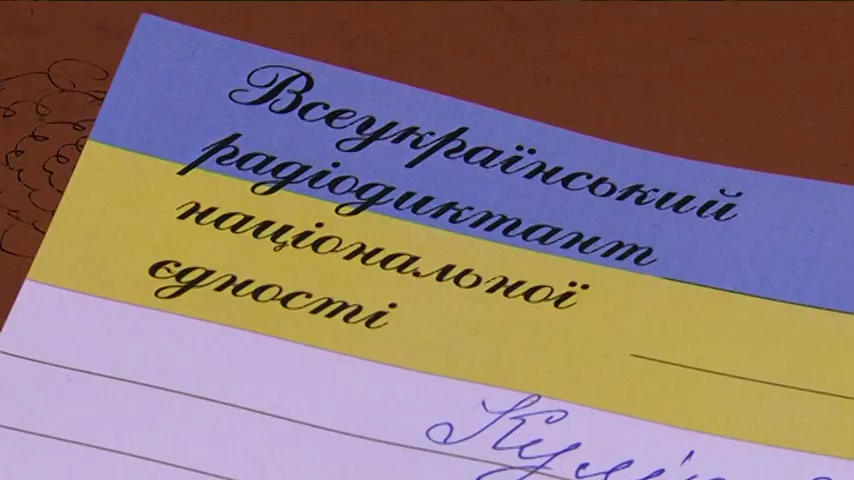 Всеукраїнський
радіодиктант
національної
єдності